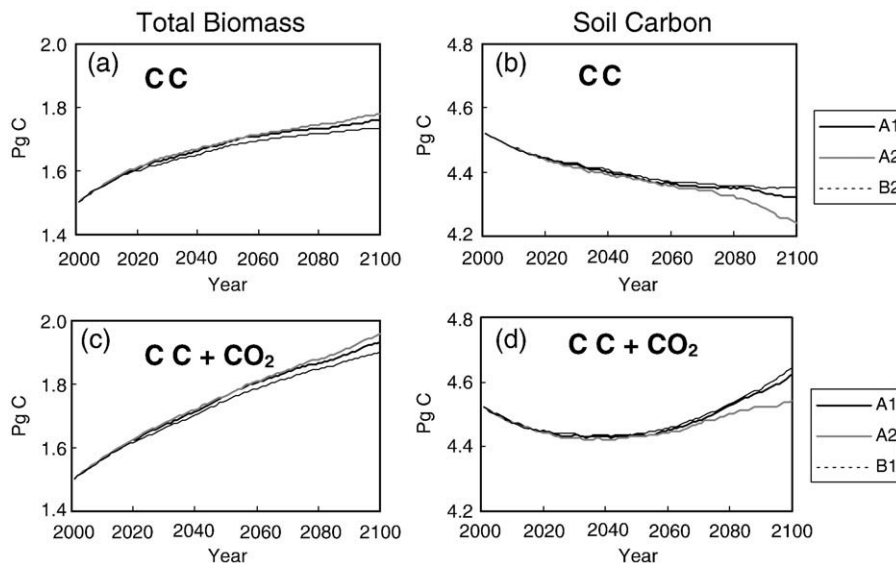 Total Biomass
Soil Carbon
2.0
(a)
CC
1.8
Pg C
1.6
1.4
2000 2020 2040 2060 2080 2100
Year
4.8
(b)
CC
4.6
Pg C
4.4
4.2
2000 2020 2040 2060 2080 2100
Year
A1
A2
B2
2.0
(c)
CC + CO₂
1.8
Pg C
1.6
1.4
2000 2020 2040 2060 2080 2100
Year
4.8
(d)
CC + CO₂
4.6
Pg C
4.4
4.2
2000 2020 2040 2060 2080 2100
Year
A1
A2
B1